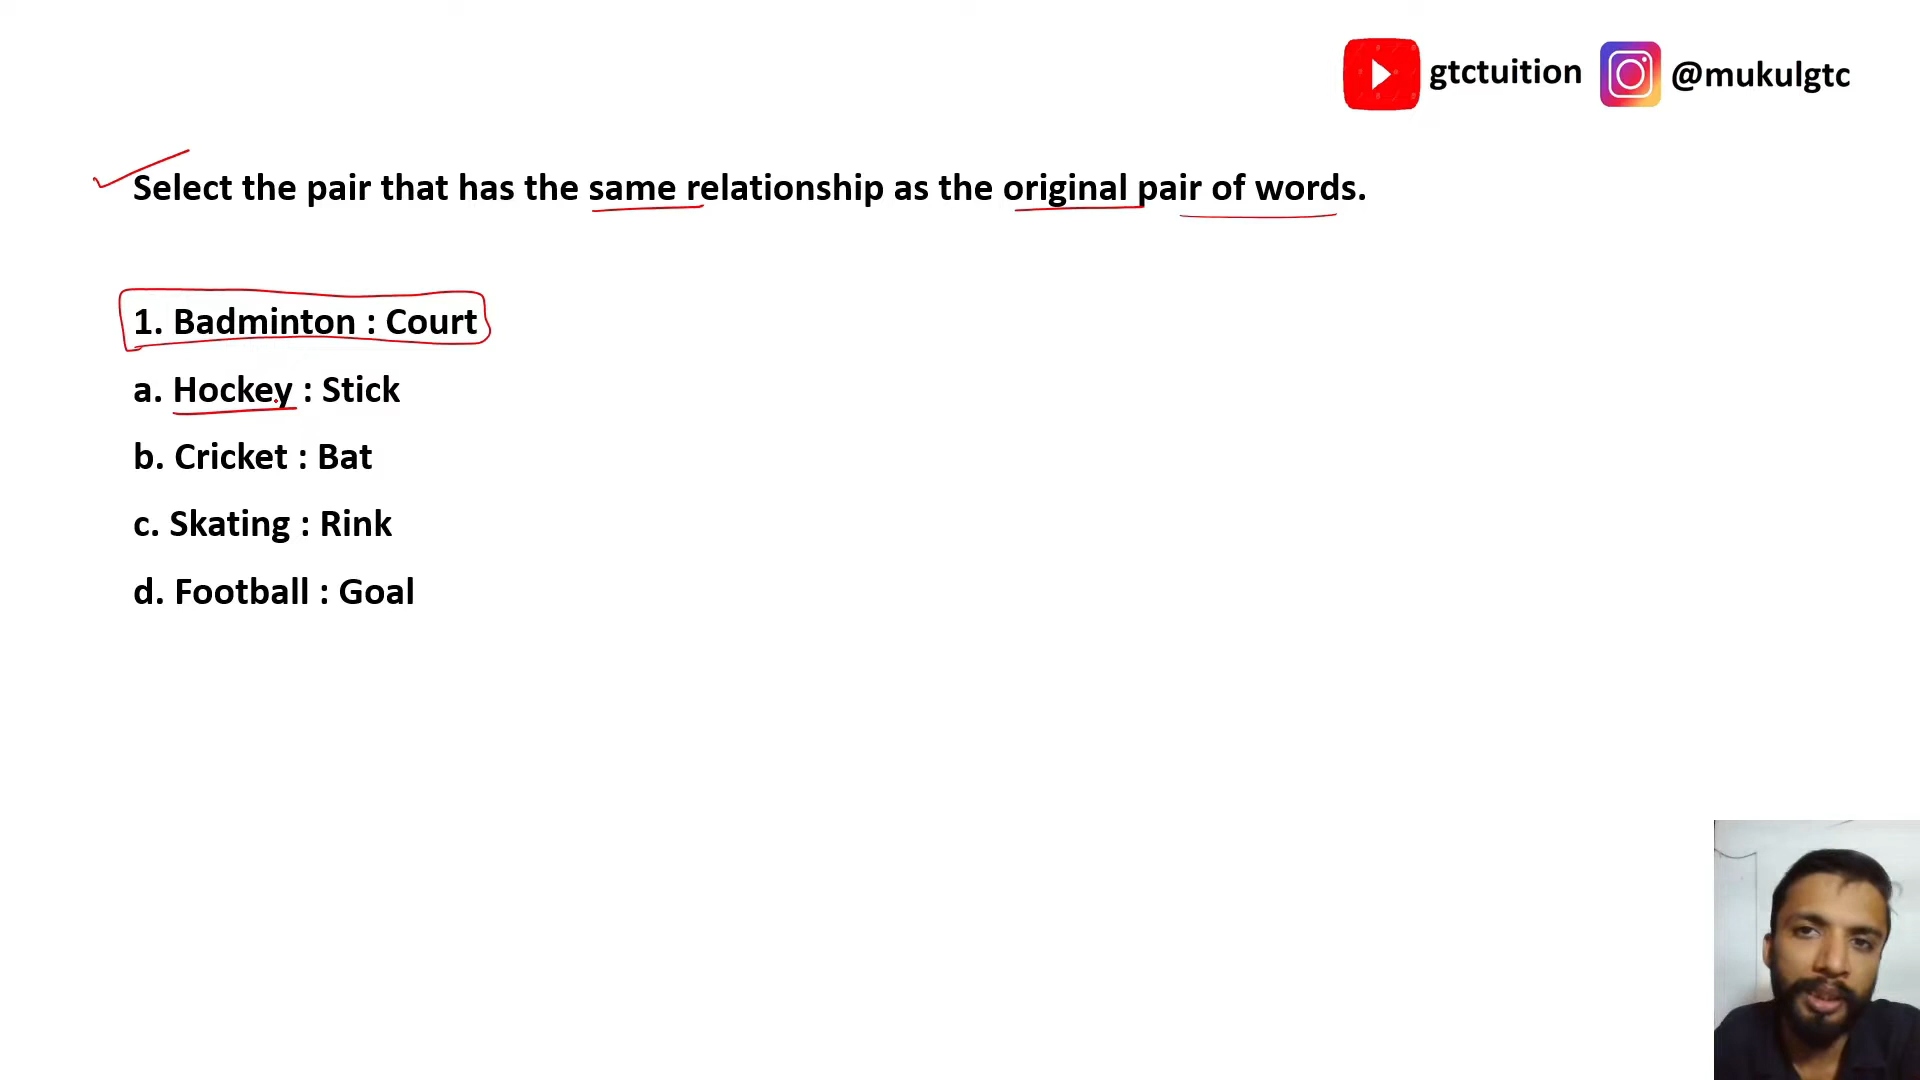 gtctuition @mukulgtc
Select the pair that has the same relationship as the original pair of words.
1. Badminton : Court
a. Hockey : Stick
b. Cricket : Bat
c. Skating : Rink
d. Football : Goal